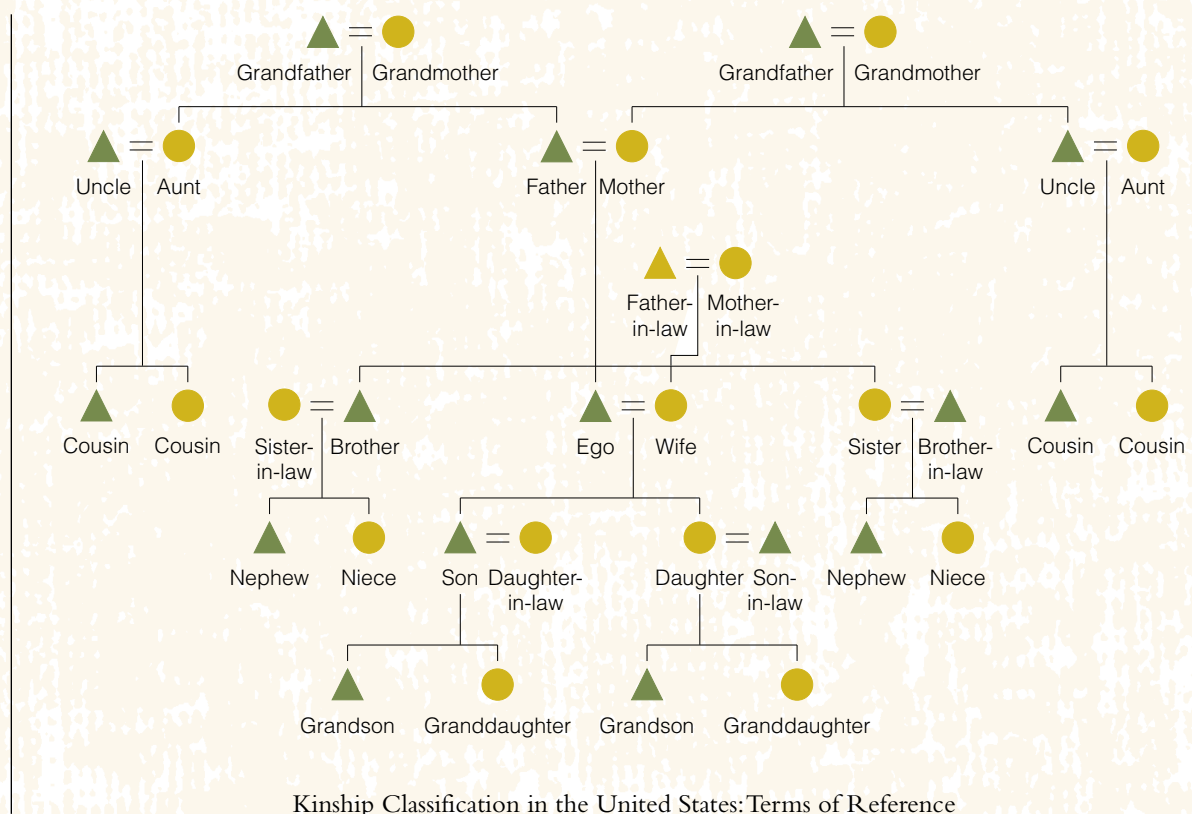 Grandfather Grandmother Grandfather Grandmother
Uncle Aunt Father Mother Uncle Aunt
Father- Mother-
in-law in-law
Cousin Cousin Sister- Brother Ego Wife Sister Brother- Cousin Cousin
in-law in-law
Nephew Niece Son Daughter- Daughter Son- Nephew Niece
in-law in-law
Grandson Granddaughter Grandson Granddaughter
Kinship Classification in the United States: Terms of Reference